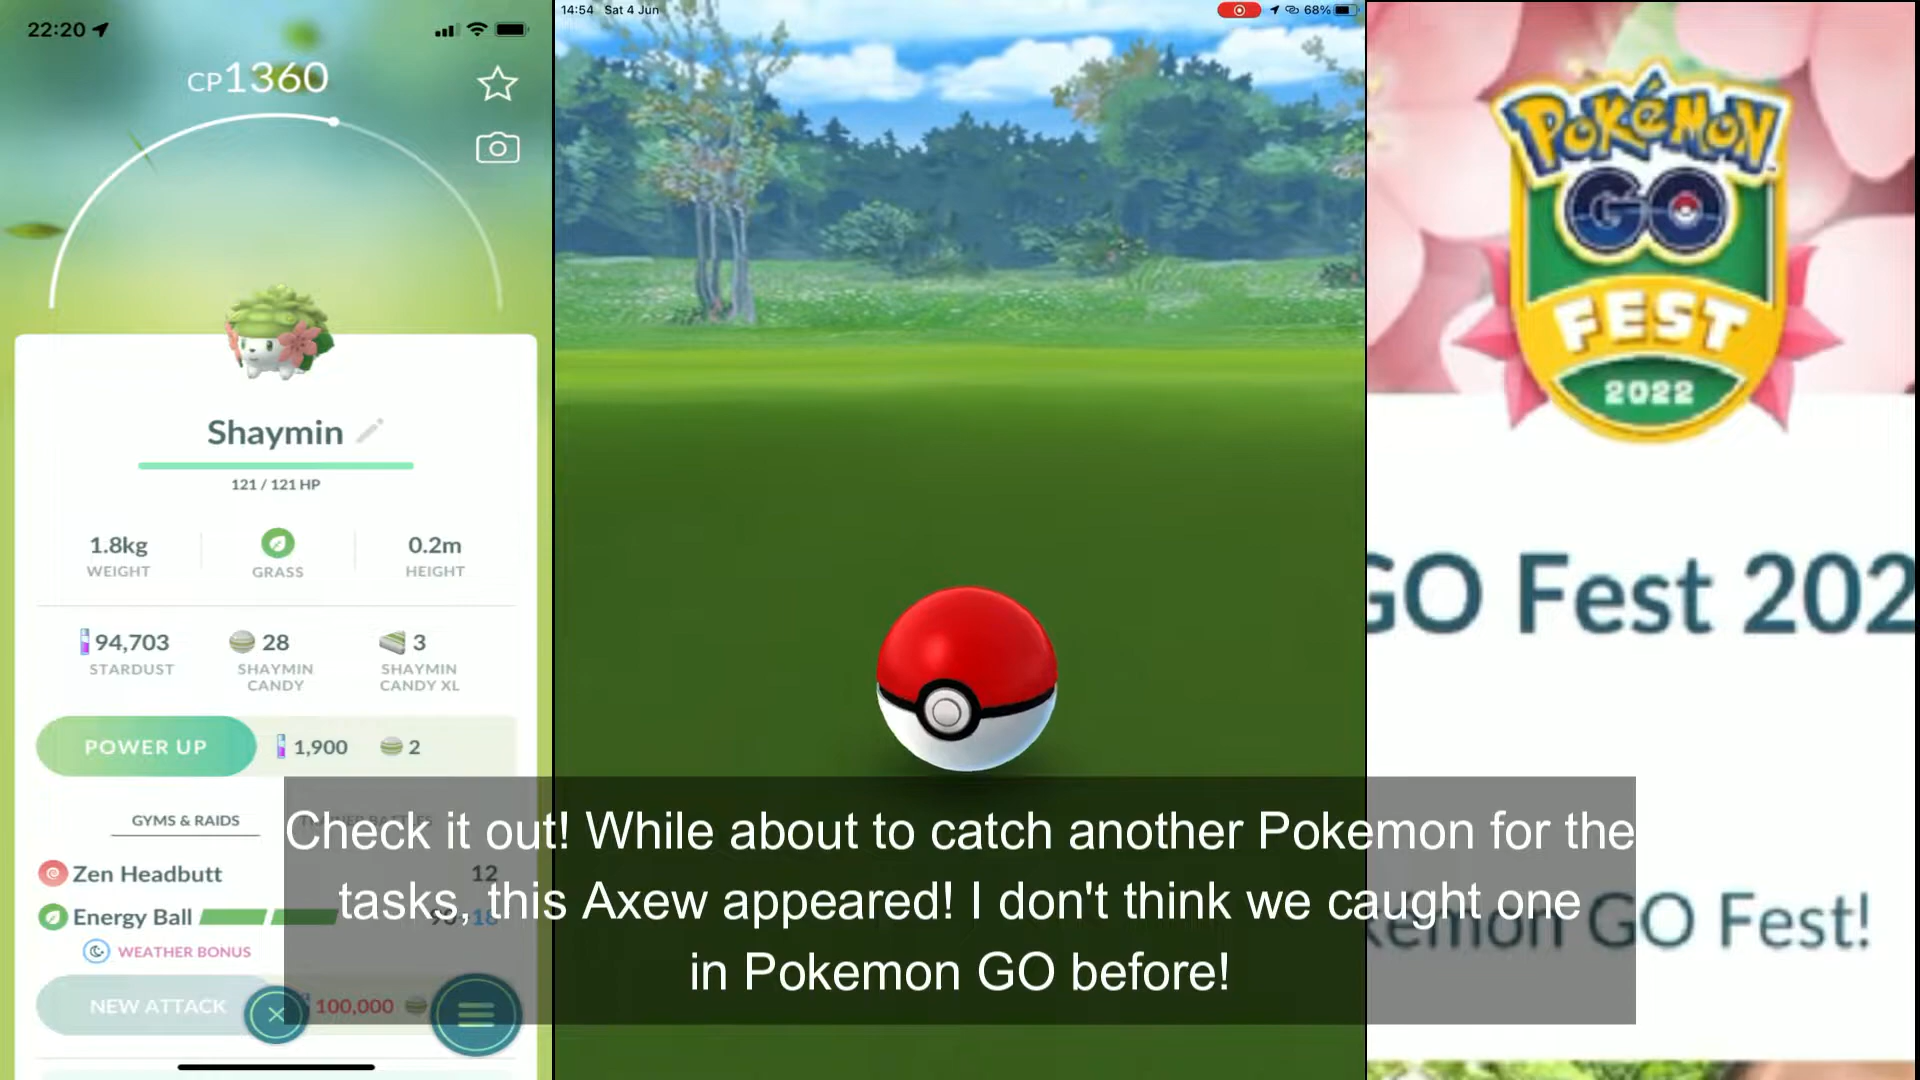 22:20
CP1360
Shaymin
121 / 121 HP
1.8kg
WEIGHT
GRASS
0.2m
HEIGHT
94,703
STARDUST
28
SHAYMIN
CANDY
3
SHAYMIN
CANDY XL
POWER UP
1,900
2
GYMS & RAIDS
Zen Headbutt
12
Energy Ball
WEATHER BONUS
NEW ATTACK
100,000
14:54 Sat 4 Jun
68%
POKéMON
GO
FEST
2022
GO Fest 202
kémon GO Fest!
Check it out! While about to catch another Pokemon for the
tasks, this Axew appeared! I don't think we caught one
in Pokemon GO before!